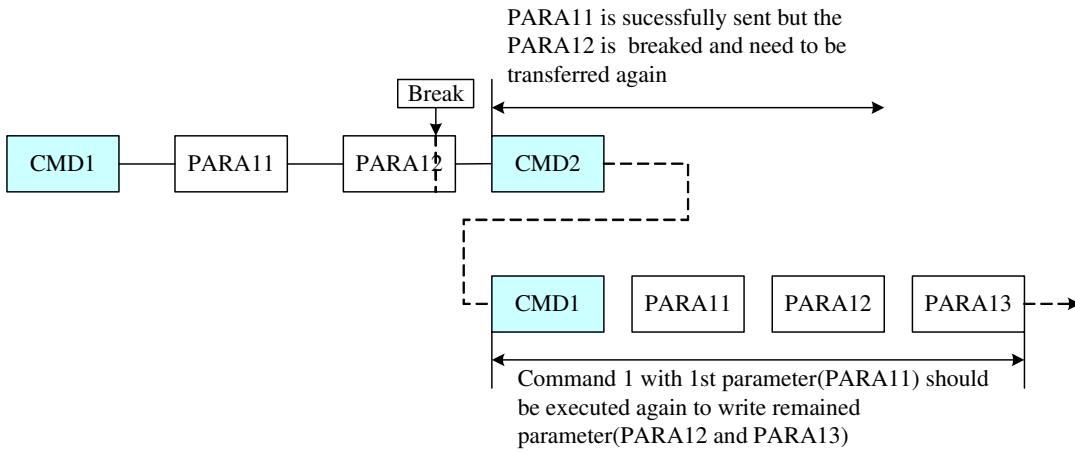 PARA11 is sucessfully sent but the
PARA12 is breaked and need to be
transferred again
Break
CMD1
PARA11
PARA12
CMD2
CMD1
PARA11
PARA12
PARA13
Command 1 with 1st parameter(PARA11) should
be executed again to write remained
parameter(PARA12 and PARA13)